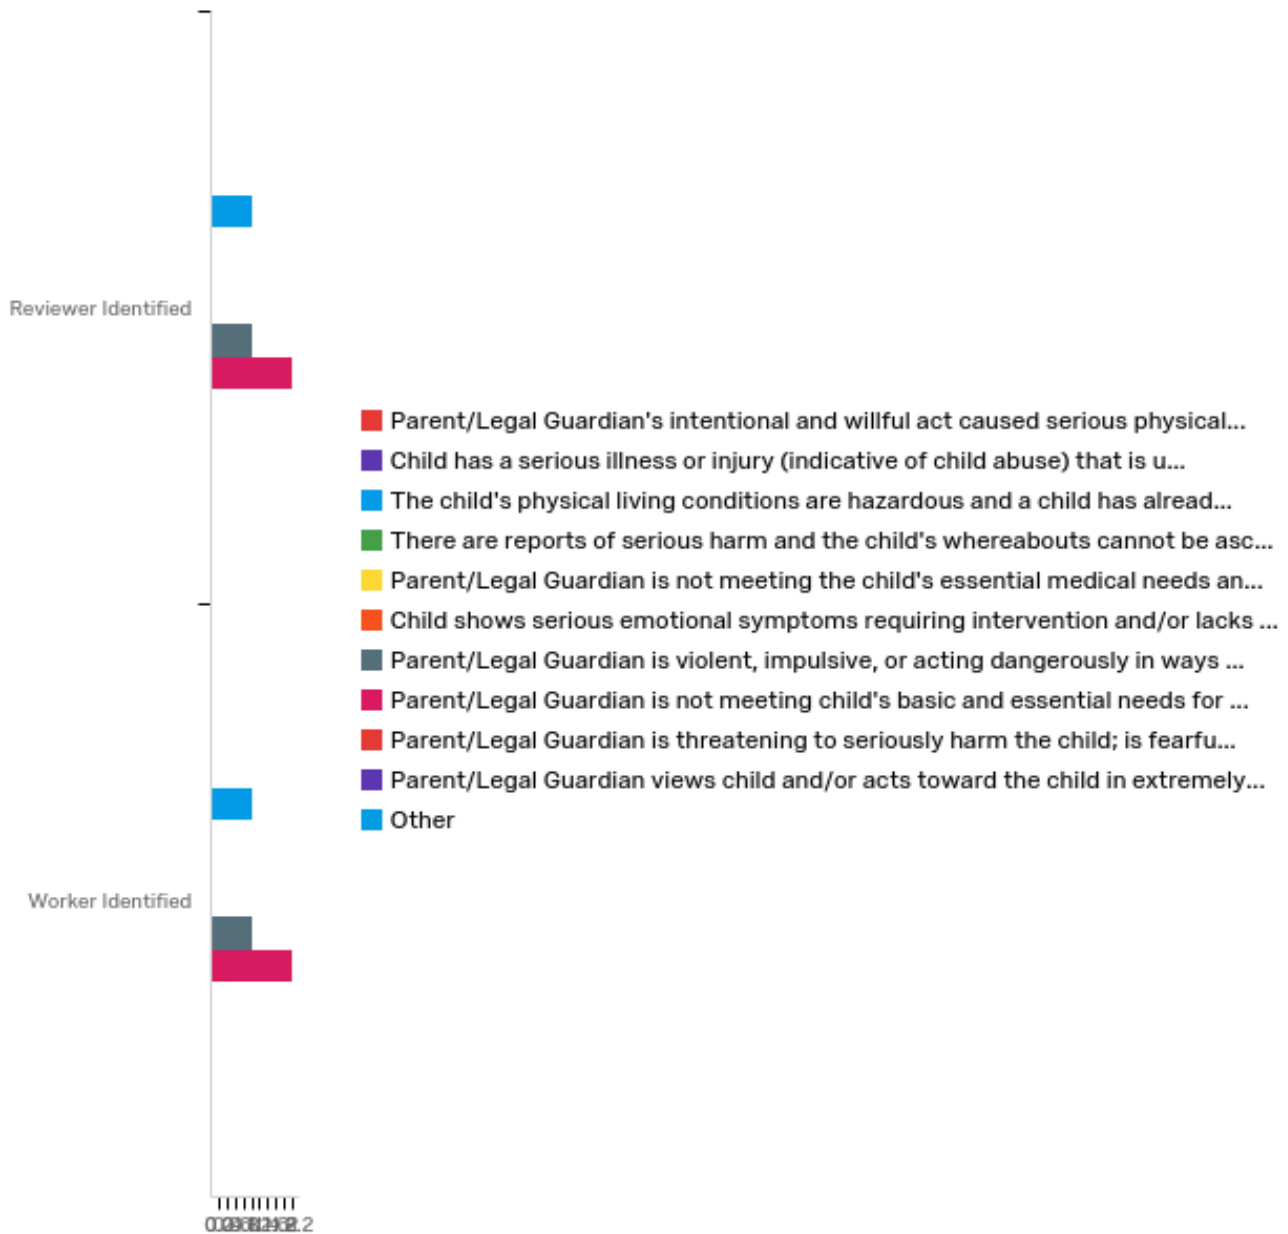 Reviewer Identified
Parent/Legal Guardian's intentional and willful act caused serious physical...
Child has a serious illness or injury (indicative of child abuse) that is u...
The child's physical living conditions are hazardous and a child has alread...
There are reports of serious harm and the child's whereabouts cannot be asc...
Parent/Legal Guardian is not meeting the child's essential medical needs an...
Child shows serious emotional symptoms requiring intervention and/or lacks ...
Parent/Legal Guardian is violent, impulsive, or acting dangerously in ways ...
Parent/Legal Guardian is not meeting child's basic and essential needs for ...
Parent/Legal Guardian is threatening to seriously harm the child; is fearfu...
Parent/Legal Guardian views child and/or acts toward the child in extremely...
Other
Worker Identified